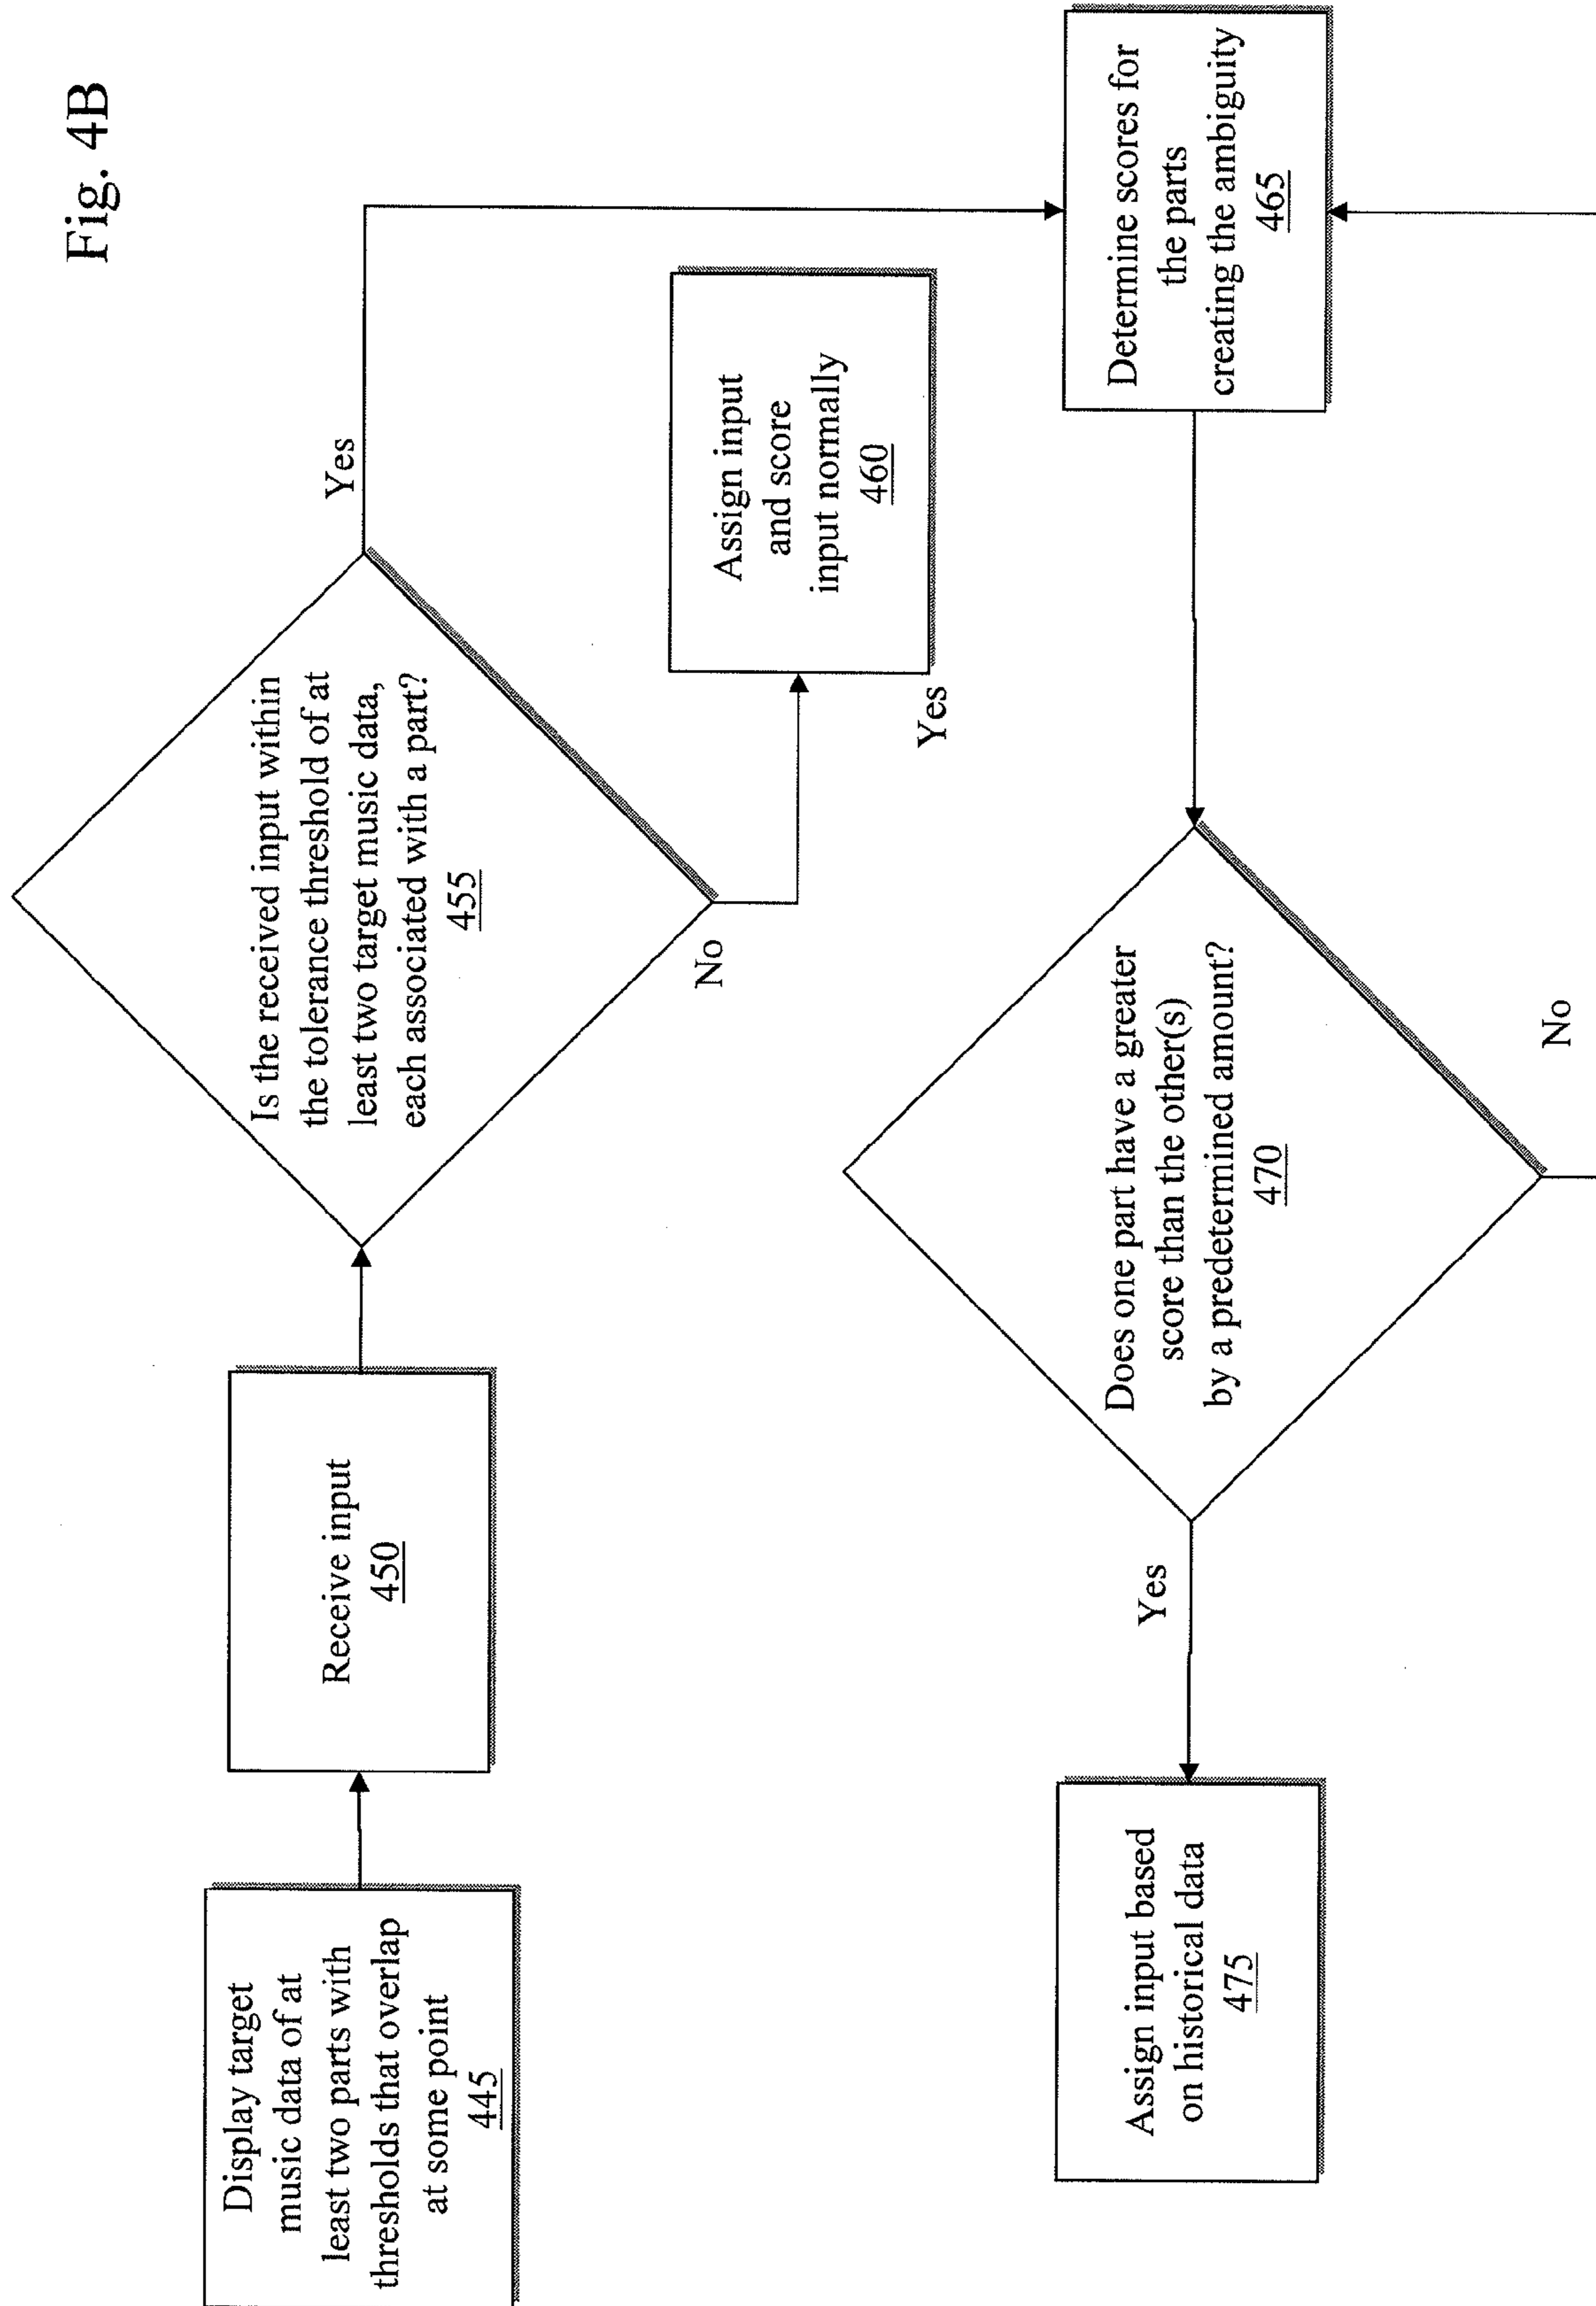 Fig. 4B
Display target
music data of at
least two parts with
thresholds that overlap
at some point
445
Receive input
450
Is the received input within
the tolerance threshold of at
least two target music data,
each associated with a part?
455
Yes
No
Assign input
and score
input normally
460
Yes
Determine scores for
the parts
creating the ambiguity
465
Does one part have a greater
score than the other(s)
by a predetermined amount?
470
Yes
No
Assign input based
on historical data
475